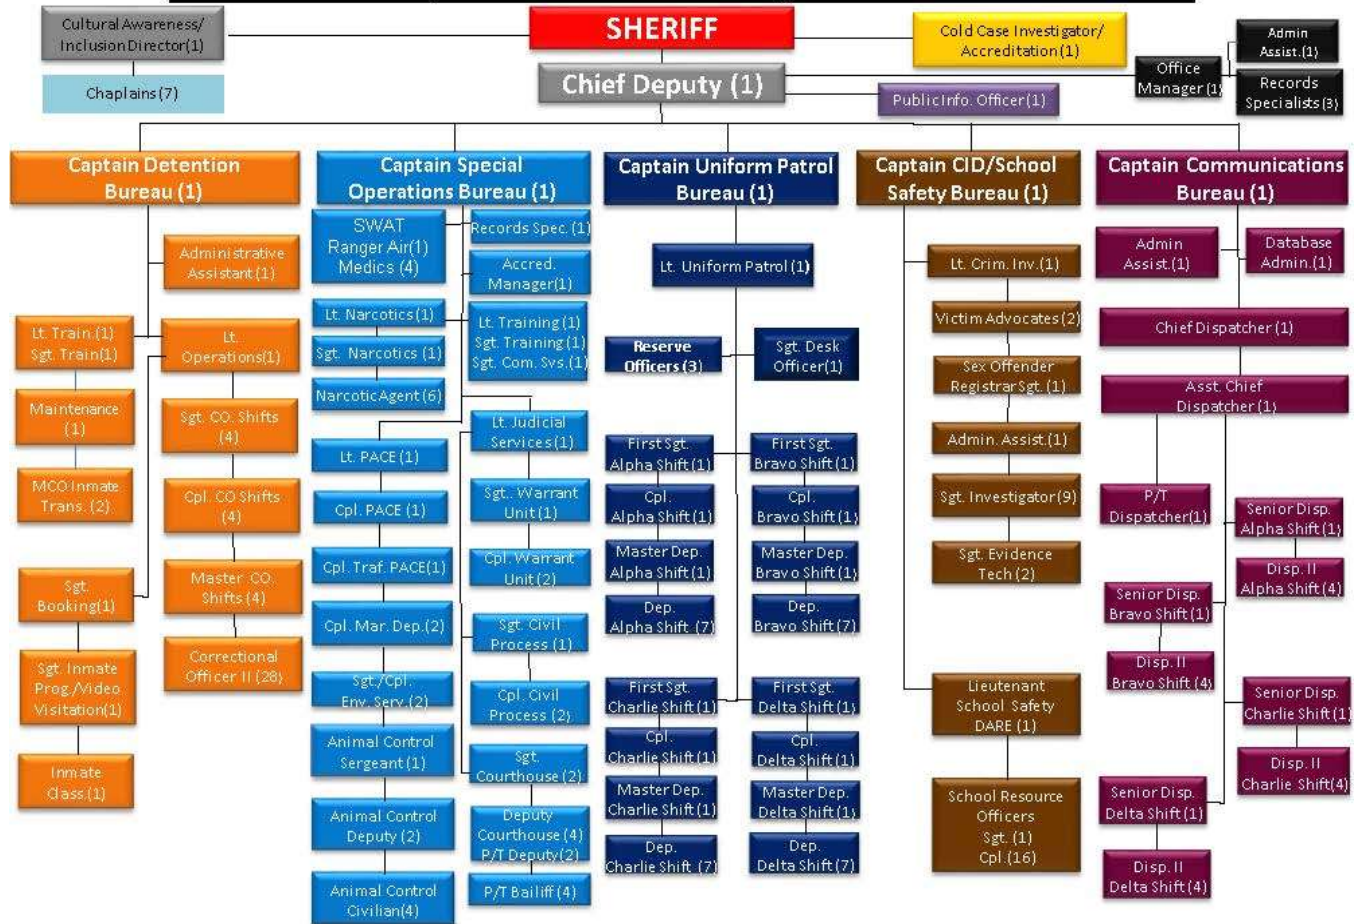 Cultural Awareness/
Inclusion Director(1)
Chaplains (7)
SHERIFF
Chief Deputy (1)
Cold Case Investigator/
Accreditation (1)
Public Info. Officer (1)
Office
Manager (1)
Admin
Assist. (1)
Records
Specialists (3)
Captain Detention
Bureau (1)
Administrative
Assistant (1)
Lt. Train.(1)
Sgt. Train(1)
Lt.
Operations(1)
Maintenance
(1)
Sgt. CO. Shifts
(4)
MCO Inmate
Trans. (2)
Cpl. CO Shifts
(4)
Sgt.
Booking(1)
Master CO.
Shifts (4)
Sgt. Inmate
Prog./Video
Visitation(1)
Correctional
Officer II (28)
Inmate
Class.(1)
Captain Special
Operations Bureau (1)
SWAT
Ranger Air(1)
Medics (4)
Records Spec. (1)
Accred.
Manager(1)
Lt. Narcotics (1)
Sgt. Narcotics (1)
Narcotic Agent (6)
Lt. Training (1)
Sgt. Training (1)
Sgt. Com. Svs. (1)
Lt. Judicial
Services (1)
Lt. PACE (1)
Cpl. PACE (1)
Cpl. Traf. PACE(1)
Cpl. Mar. Dep. (2)
Sgt./Cpl.
Env. Serv. (2)
Animal Control
Sergeant (1)
Animal Control
Deputy (2)
Animal Control
Civilian(4)
Sgt.. Warrant
Unit (1)
Cpl. Warrant
Unit (2)
Sgt. Civil
Process (1)
Cpl. Civil
Process (2)
Sgt.
Courthouse (2)
Deputy
Courthouse (4)
P/T Deputy (2)
P/T Bailiff (4)
Captain Uniform Patrol
Bureau (1)
Lt. Uniform Patrol (1)
Reserve
Officers (3)
Sgt. Desk
Officer(1)
First Sgt.
Alpha Shift (1)
Cpl.
Alpha Shift (1)
Master Dep.
Alpha Shift (1)
Dep.
Alpha Shift (7)
First Sgt.
Bravo Shift (1)
Cpl.
Bravo Shift (1)
Master Dep.
Bravo Shift (1)
Dep.
Bravo Shift (7)
First Sgt.
Charlie Shift (1)
Cpl.
Charlie Shift (1)
Master Dep.
Charlie Shift (1)
Dep.
Charlie Shift (7)
First Sgt.
Delta Shift (1)
Cpl.
Delta Shift (1)
Master Dep.
Delta Shift (1)
Dep.
Delta Shift (7)
Captain CID/School
Safety Bureau (1)
Lt. Crim. Inv. (1)
Victim Advocates (2)
Sex Offender
Registrar Sgt. (1)
Admin. Assist. (1)
Sgt. Investigator (9)
Sgt. Evidence
Tech (2)
Lieutenant
School Safety
DARE (1)
School Resource
Officers
Sgt. (1)
Cpl. (16)
Captain Communications
Bureau (1)
Admin
Assist. (1)
Database
Admin. (1)
Chief Dispatcher (1)
Asst. Chief
Dispatcher (1)
P/T
Dispatcher(1)
Senior Disp.
Alpha Shift (1)
Disp. II
Alpha Shift (4)
Senior Disp.
Bravo Shift (1)
Disp. II
Bravo Shift (4)
Senior Disp.
Charlie Shift (1)
Disp. II
Charlie Shift(4)
Senior Disp.
Delta Shift (1)
Disp. II
Delta Shift (4)